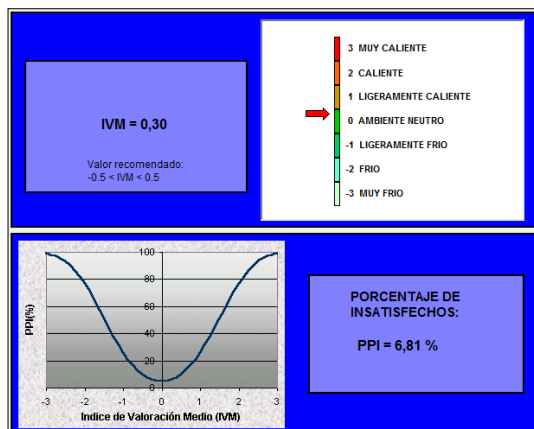 IVM = 0,30
Valor recomendado:
-0.5 < IVM < 0.5
3 MUY CALIENTE
2 CALIENTE
1 LIGERAMENTE CALIENTE
0 AMBIENTE NEUTRO
-1 LIGERAMENTE FRIO
-2 FRIO
-3 MUY FRIO
PPI(%)
100
80
60
40
20
0
-3 -2 -1 0 1 2 3
Indice de Valoración Medio (IVM)
PORCENTAJE DE
INSATISFECHOS:
PPI = 6,81 %